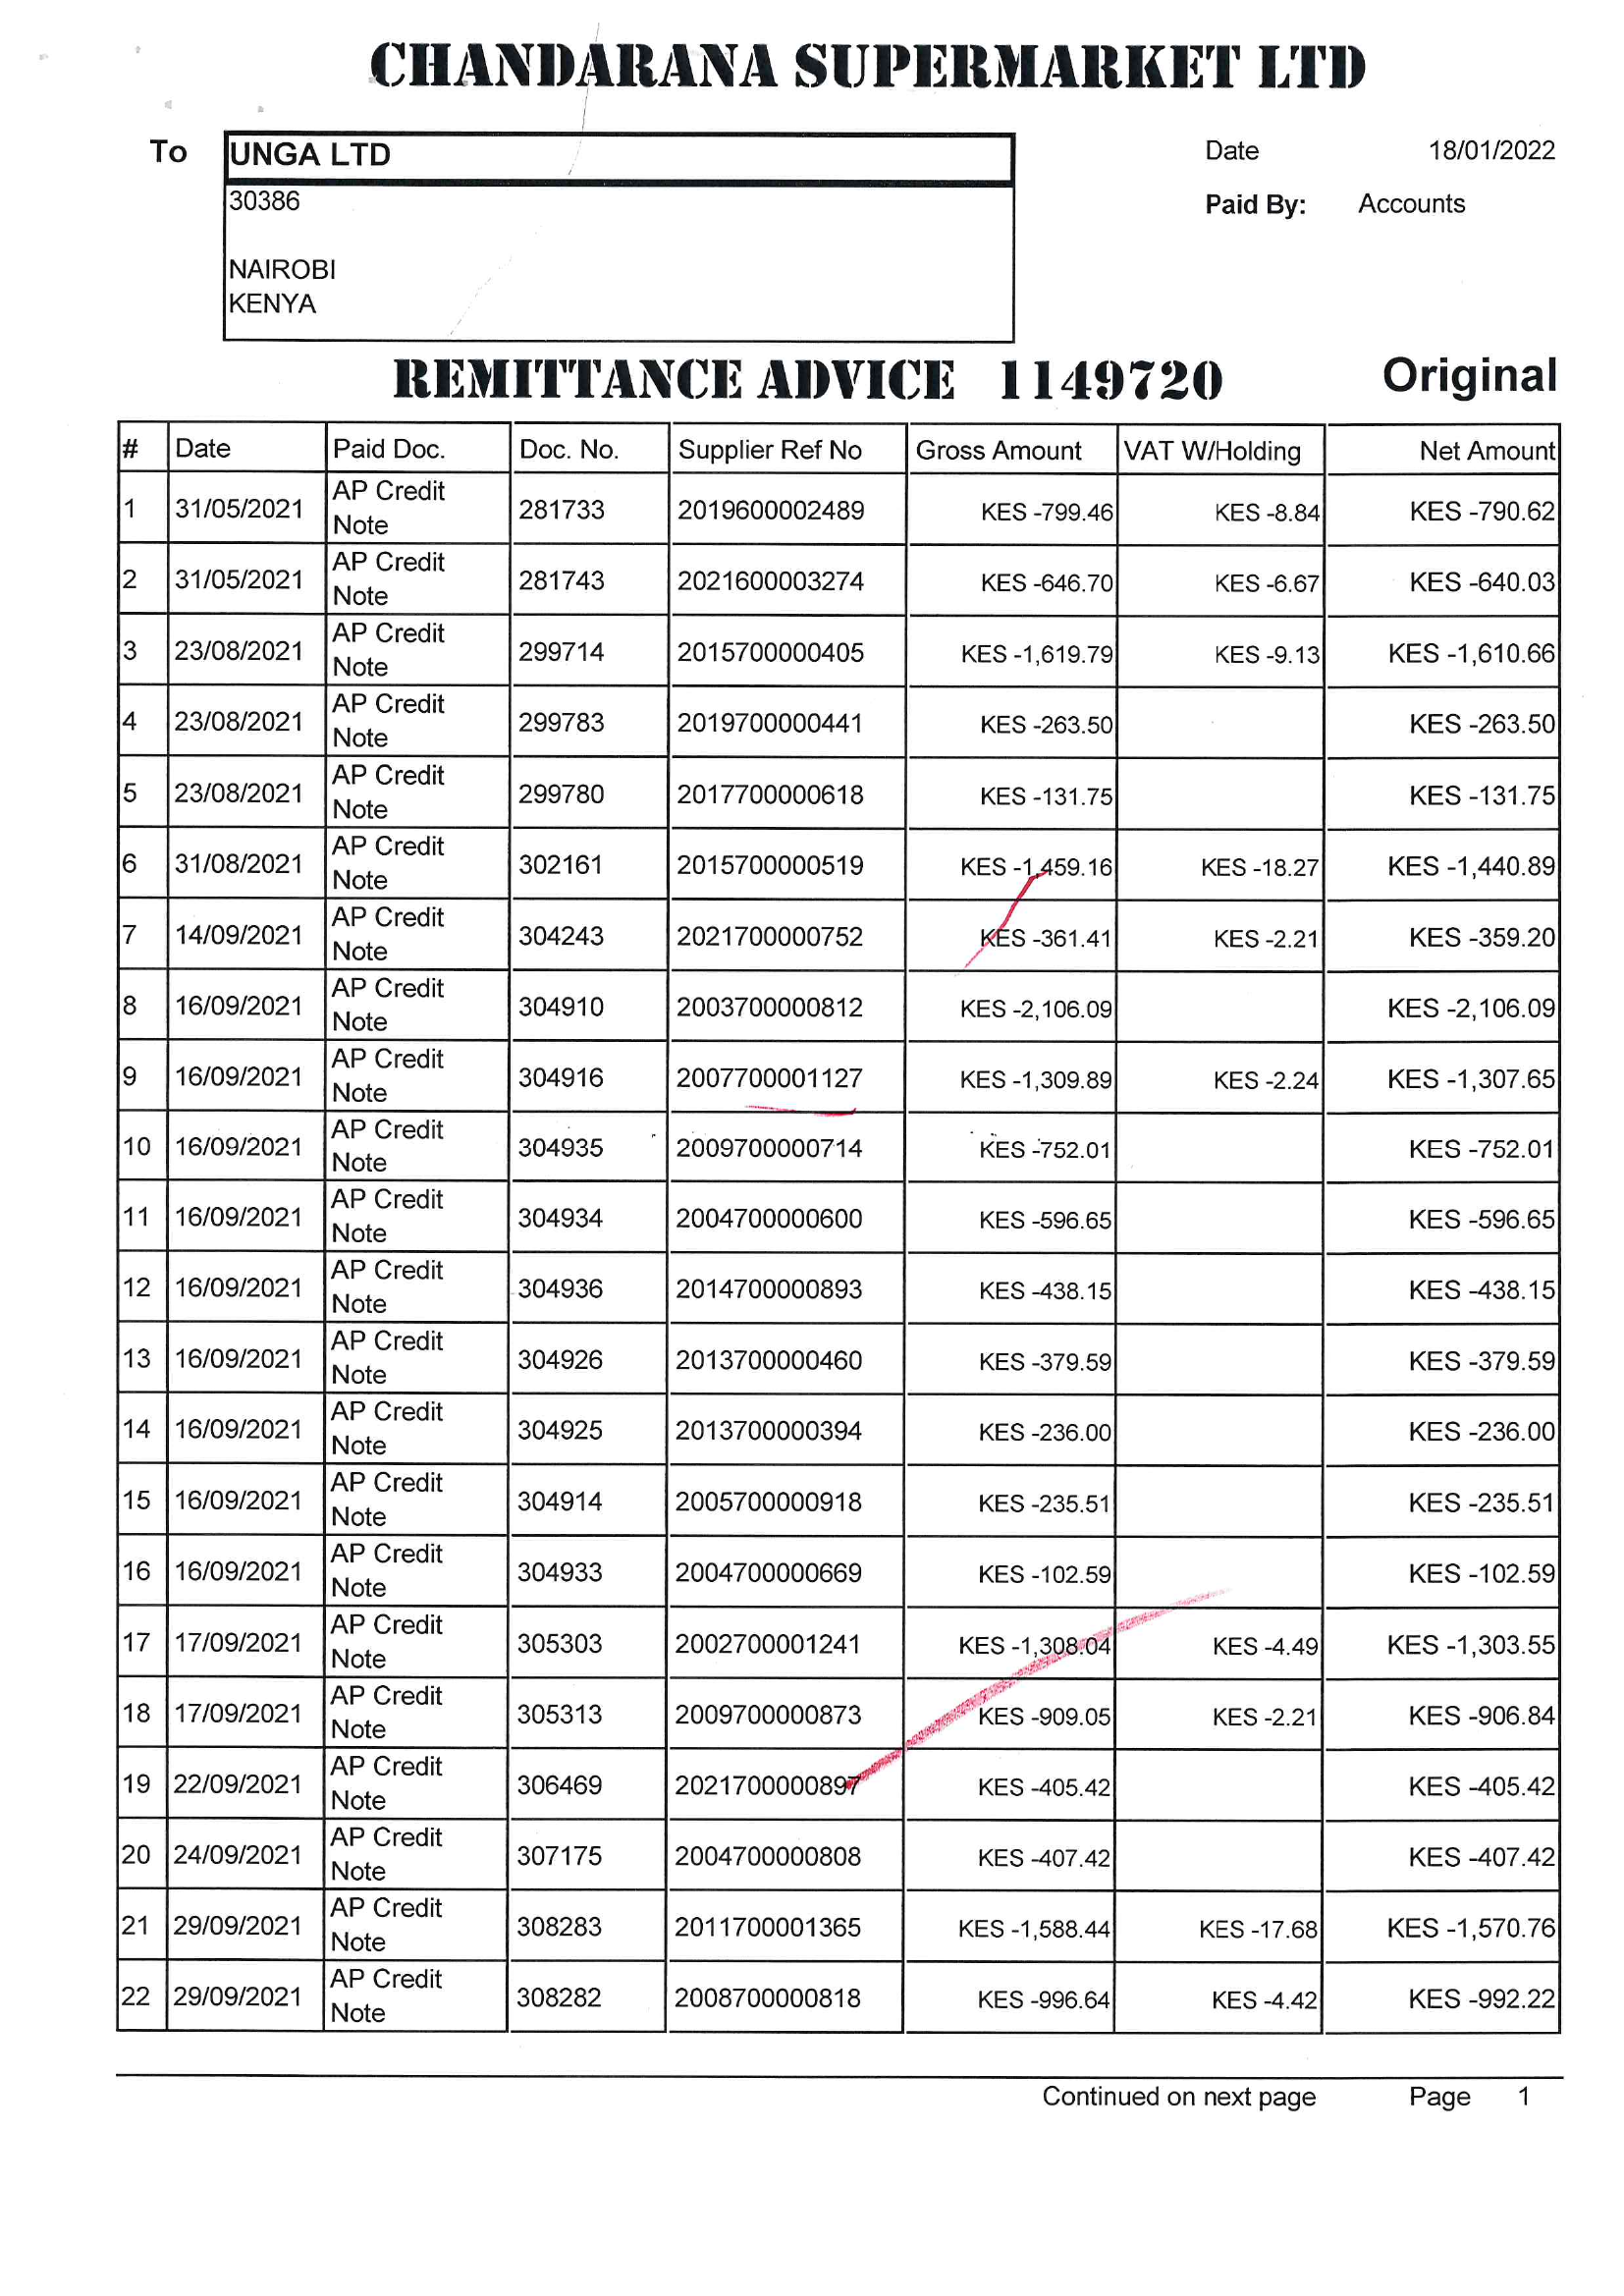 CHANDARANA SUPERMARKET LTD
To UNGA LTD Date 18/01/2022
30386 Paid By: Accounts
NAIROBI
KENYA
REMITTANCE ADVICE 1149720 Original
# Date Paid Doc. Doc. No. Supplier Ref No Gross Amount VAT W/Holding Net Amount
1 31/05/2021 AP Credit Note 281733 2019600002489 KES -799.46 KES -8.84 KES -790.62
2 31/05/2021 AP Credit Note 281743 2021600003274 KES -646.70 KES -6.67 KES -640.03
3 23/08/2021 AP Credit Note 299714 2015700000405 KES -1,619.79 KES -9.13 KES -1,610.66
4 23/08/2021 AP Credit Note 299783 2019700000441 KES -263.50 KES -263.50
5 23/08/2021 AP Credit Note 299780 2017700000618 KES -131.75 KES -131.75
6 31/08/2021 AP Credit Note 302161 2015700000519 KES -1,459.16 KES -18.27 KES -1,440.89
7 14/09/2021 AP Credit Note 304243 2021700000752 KES -361.41 KES -2.21 KES -359.20
8 16/09/2021 AP Credit Note 304910 2003700000812 KES -2,106.09 KES -2,106.09
9 16/09/2021 AP Credit Note 304916 2007700001127 KES -1,309.89 KES -2.24 KES -1,307.65
10 16/09/2021 AP Credit Note 304935 2009700000714 KES -752.01 KES -752.01
11 16/09/2021 AP Credit Note 304934 2004700000600 KES -596.65 KES -596.65
12 16/09/2021 AP Credit Note 304936 2014700000893 KES -438.15 KES -438.15
13 16/09/2021 AP Credit Note 304926 2013700000460 KES -379.59 KES -379.59
14 16/09/2021 AP Credit Note 304925 2013700000394 KES -236.00 KES -236.00
15 16/09/2021 AP Credit Note 304914 2005700000918 KES -235.51 KES -235.51
16 16/09/2021 AP Credit Note 304933 2004700000669 KES -102.59 KES -102.59
17 17/09/2021 AP Credit Note 305303 2002700001241 KES -1,308.04 KES -4.49 KES -1,303.55
18 17/09/2021 AP Credit Note 305313 2009700000873 KES -909.05 KES -2.21 KES -906.84
19 22/09/2021 AP Credit Note 306469 2021700000897 KES -405.42 KES -405.42
20 24/09/2021 AP Credit Note 307175 2004700000808 KES -407.42 KES -407.42
21 29/09/2021 AP Credit Note 308283 2011700001365 KES -1,588.44 KES -17.68 KES -1,570.76
22 29/09/2021 AP Credit Note 308282 2008700000818 KES -996.64 KES -4.42 KES -992.22
Continued on next page Page 1